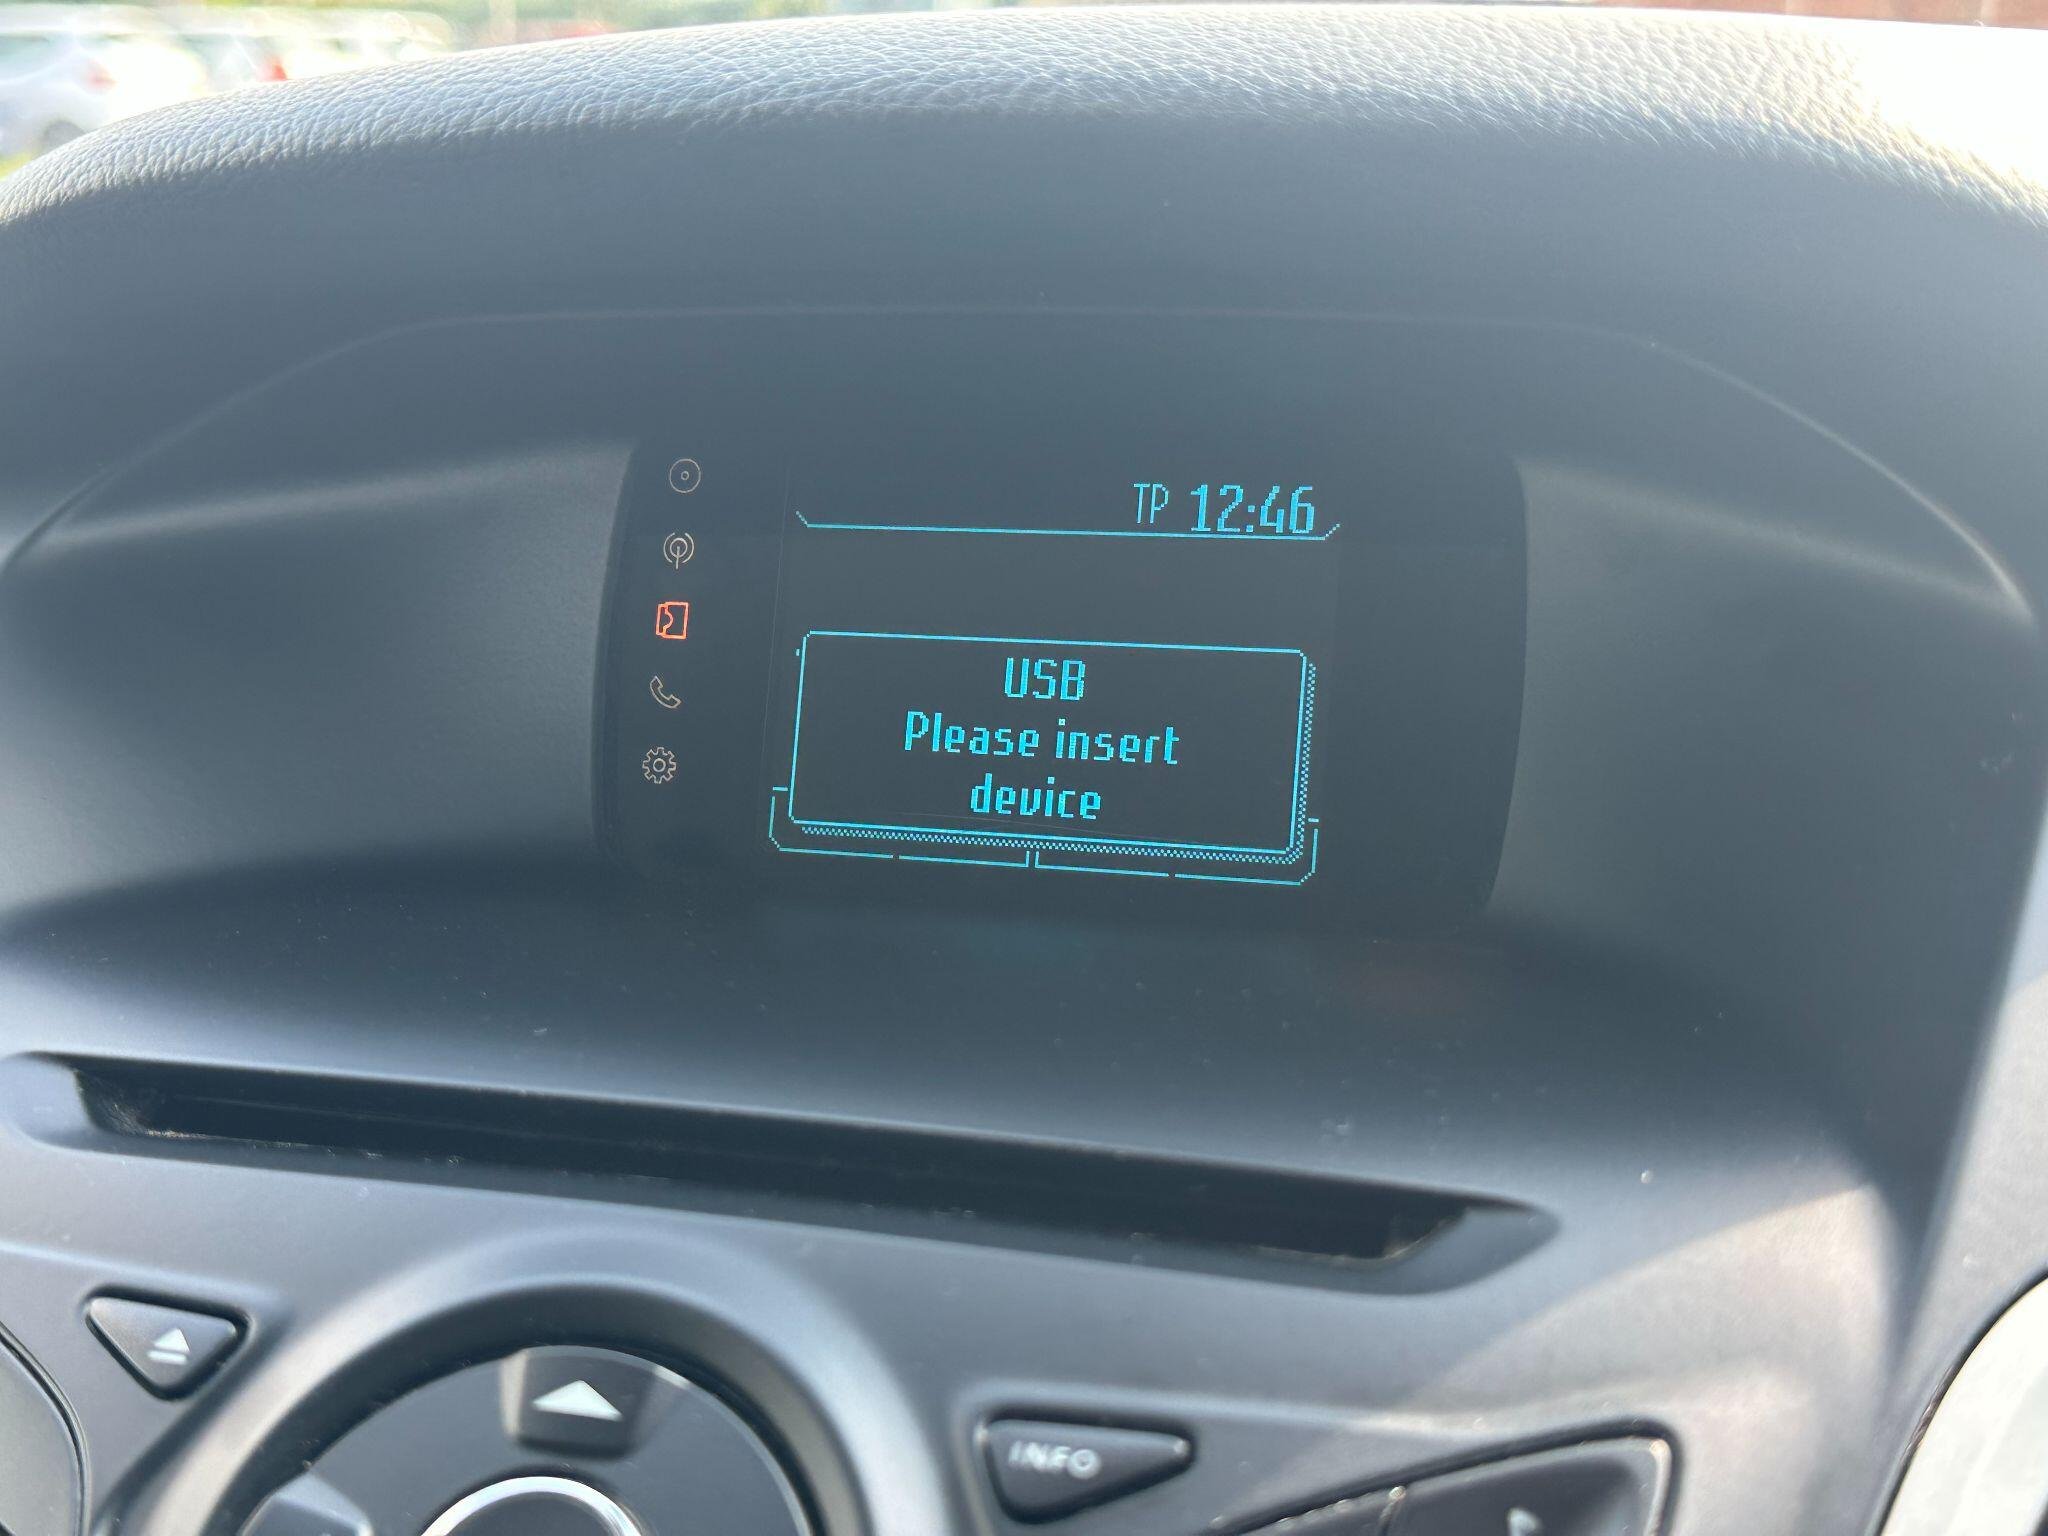 TP 12:46
USB
Please insert
device
INFO